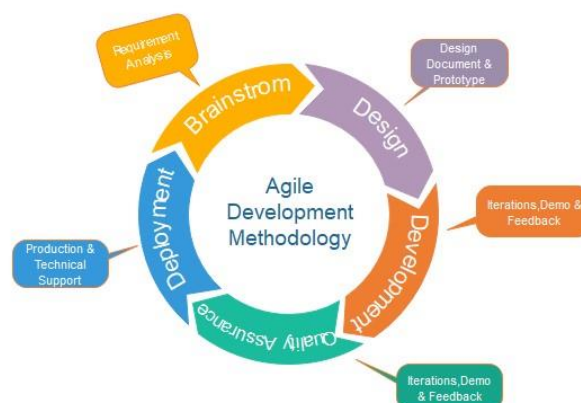 Requirement
Analysis
Brainstrom
Design
Design
Document &
Prototype
Development
Iterations,Demo &
Feedback
Quality Assurance
Iterations,Demo
& Feedback
Deployment
Production &
Technical
Support
Agile
Development
Methodology